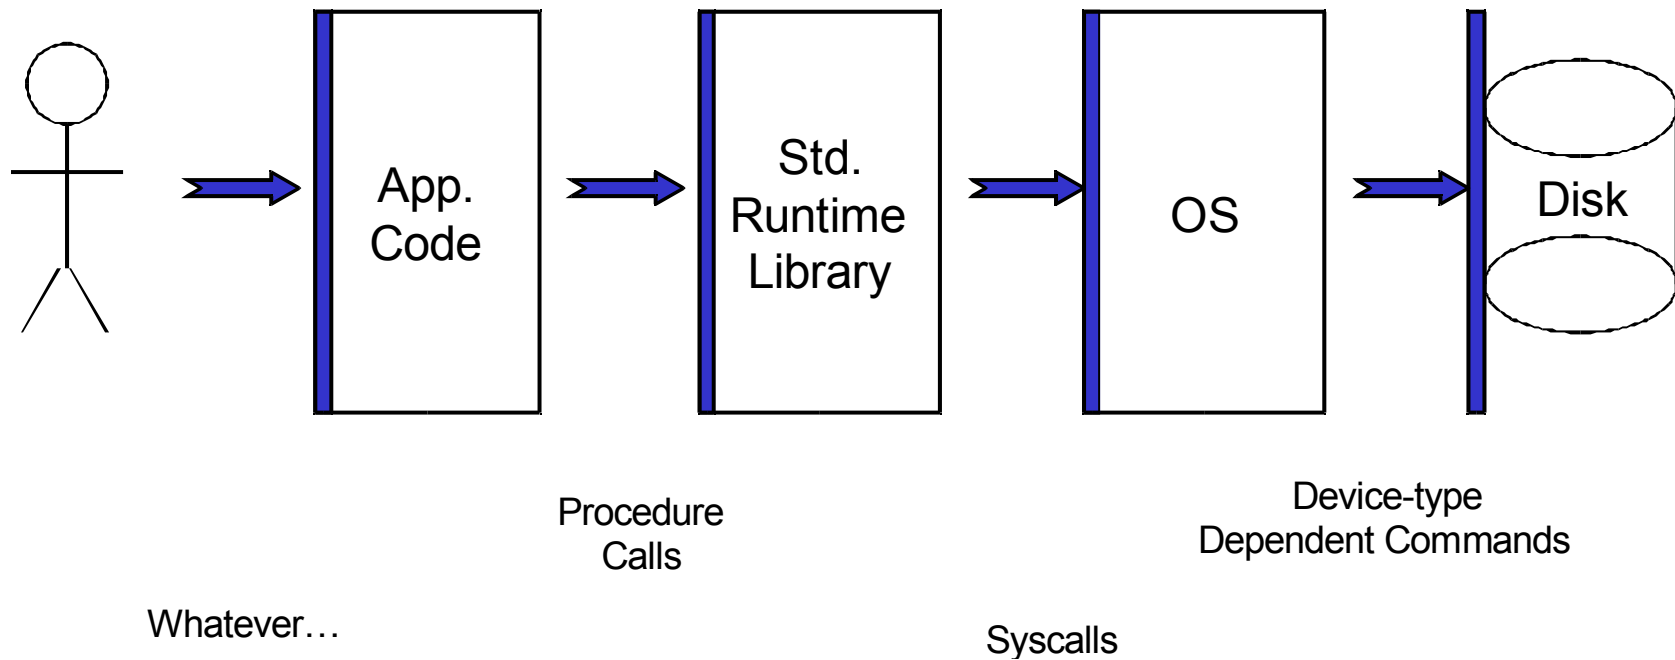 App.
Code
Std.
Runtime
Library
OS
Disk
Procedure
Calls
Device-type
Dependent Commands
Whatever…
Syscalls